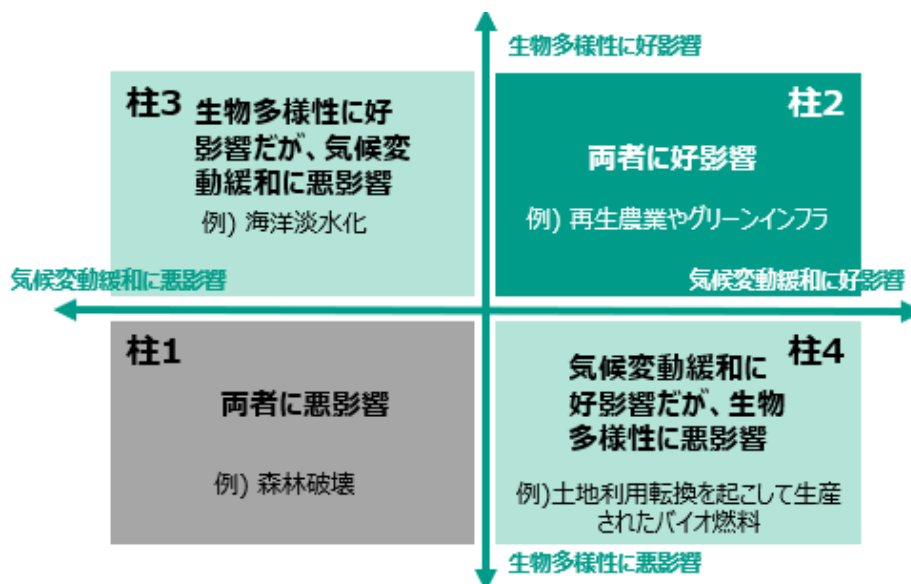 生物多様性に好影響
柱3
生物多様性に好
影響だが、気候変
動緩和に悪影響
例) 海洋淡水化
柱2
両者に好影響
例) 再生農業やグリーンインフラ
気候変動緩和に悪影響
気候変動緩和に好影響
柱1
両者に悪影響
例) 森林破壊
柱4
気候変動緩和に
好影響だが、生物
多様性に悪影響
例)土地利用転換を起こして生産
されたバイオ燃料
生物多様性に悪影響